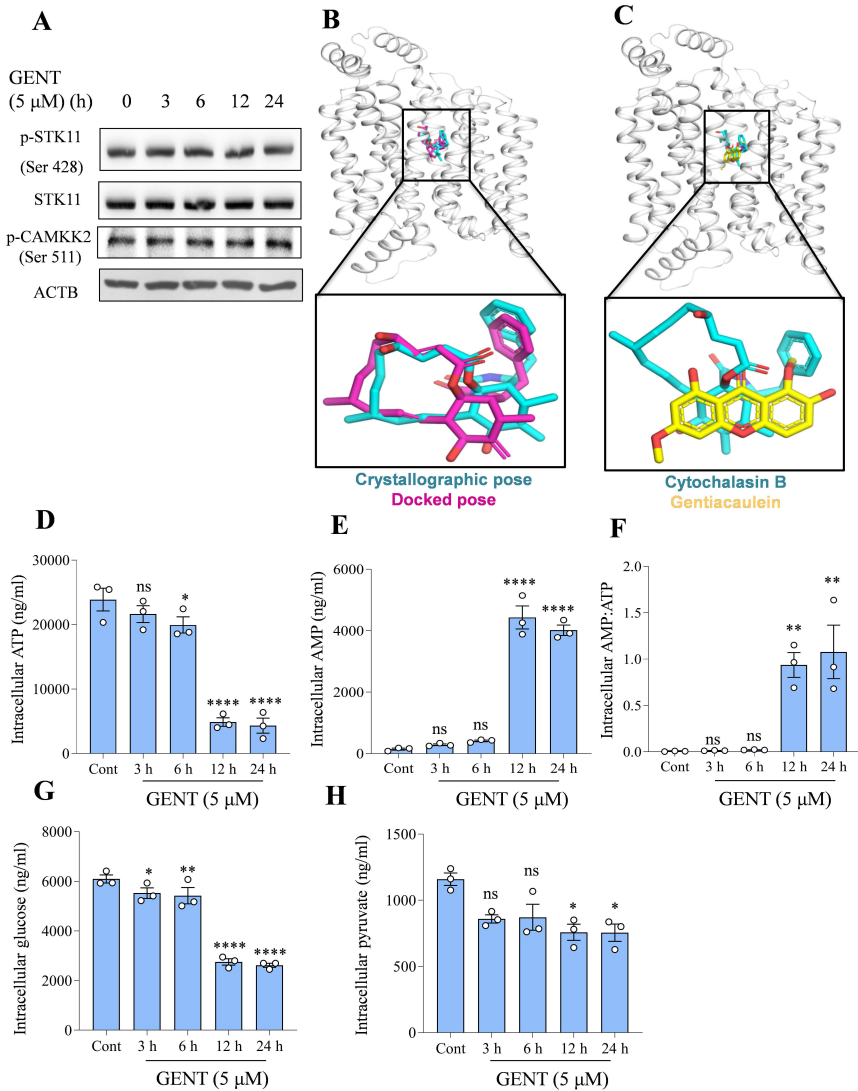 A
GENT
(5 μM) (h)
0 3 6 12 24
p-STK11
(Ser 428)
STK11
p-CAMKK2
(Ser 511)
ACTB
B
Crystallographic pose
Docked pose
C
Cytochalasin B
Gentiacaulein
D
Intracellular ATP (ng/ml)
30000
20000
10000
0
ns
*
****
****
Cont 3 h 6 h 12 h 24 h
GENT (5 μM)
E
Intracellular AMP (ng/ml)
6000
4000
2000
0
ns
ns
****
****
Cont 3 h 6 h 12 h 24 h
GENT (5 μM)
F
Intracellular AMP:ATP
2.0
1.5
1.0
0.5
0.0
ns
ns
**
**
Cont 3 h 6 h 12 h 24 h
GENT (5 μM)
G
Intracellular glucose (ng/ml)
8000
6000
4000
2000
0
*
**
****
****
Cont 3 h 6 h 12 h 24 h
GENT (5 μM)
H
Intracellular pyruvate (ng/ml)
1500
1000
500
0
ns
ns
*
*
Cont 3 h 6 h 12 h 24 h
GENT (5 μM)